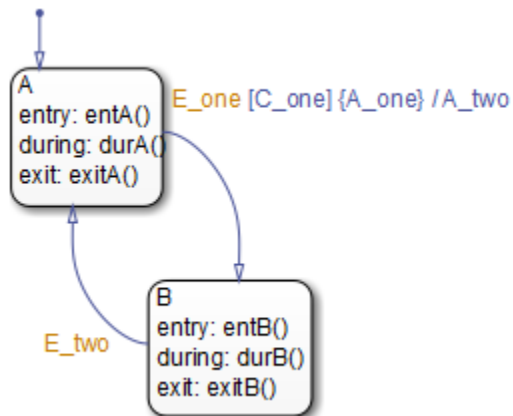 A
entry: entA()
during: durA()
exit: exitA()
E_one [C_one] {A_one} / A_two
B
entry: entB()
during: durB()
exit: exitB()
E_two